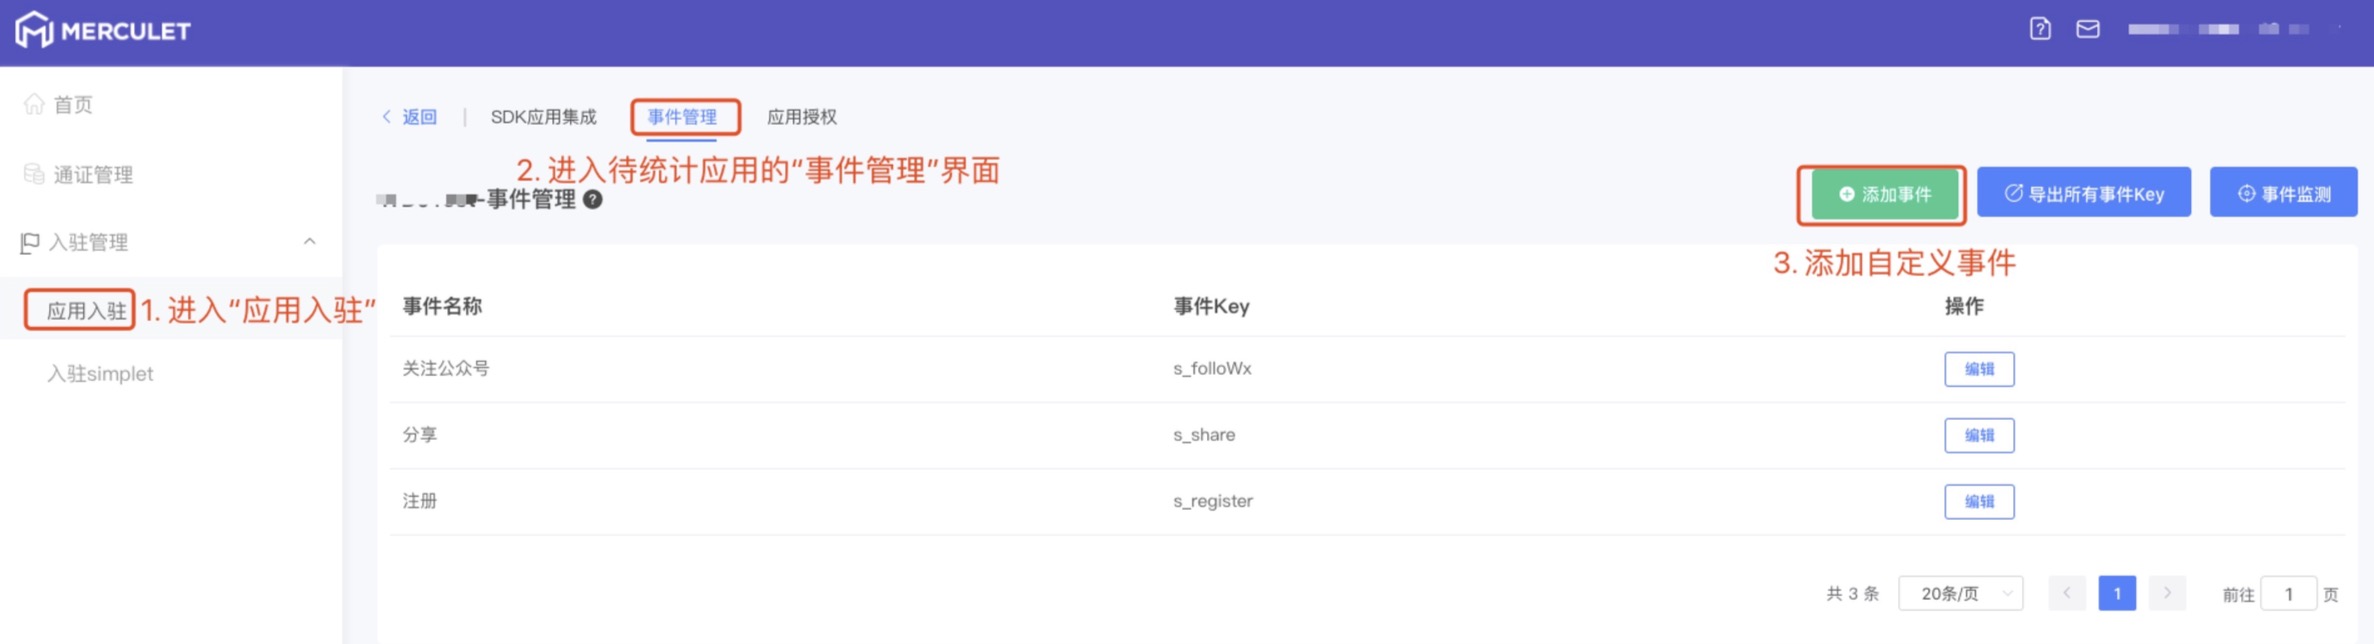 MERCULET
首页
通证管理
入驻管理
应用入驻
1. 进入“应用入驻”
入驻simplet
返回 | SDK应用集成 事件管理 应用授权
2. 进入待统计应用的“事件管理”界面
-事件管理
添加事件 导出所有事件Key 事件监测
3. 添加自定义事件
事件名称 事件Key 操作
关注公众号 s_folloWx 编辑
分享 s_share 编辑
注册 s_register 编辑
共 3 条 20条/页 1 前往 1 页